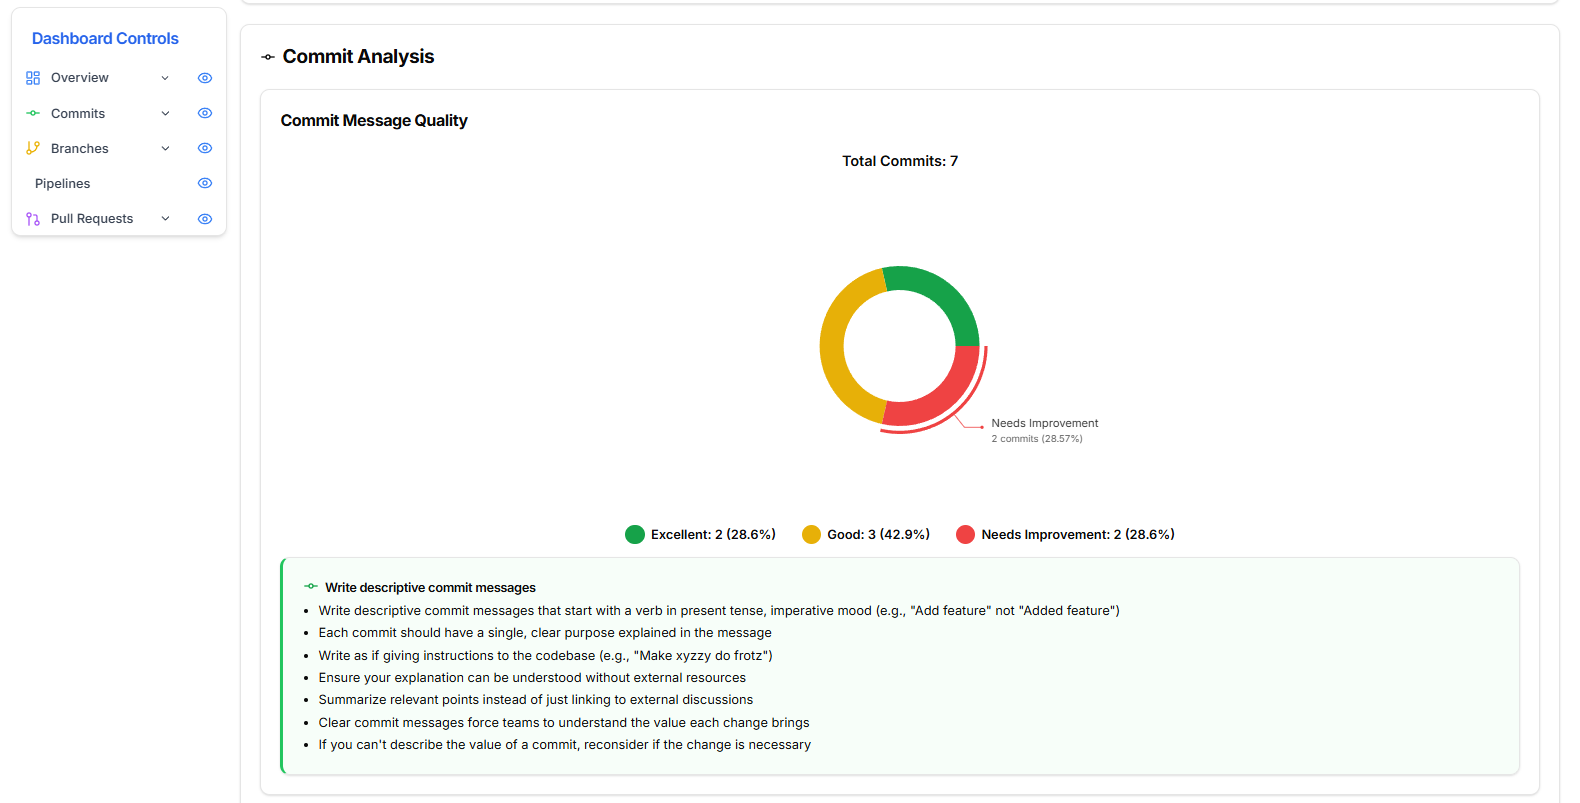 Dashboard Controls
Overview
Commits
Branches
Pipelines
Pull Requests
Commit Analysis
Commit Message Quality
Total Commits: 7
Needs Improvement
2 commits (28.57%)
Excellent: 2 (28.6%)
Good: 3 (42.9%)
Needs Improvement: 2 (28.6%)
Write descriptive commit messages
Write descriptive commit messages that start with a verb in present tense, imperative mood (e.g., "Add feature" not "Added feature")
Each commit should have a single, clear purpose explained in the message
Write as if giving instructions to the codebase (e.g., "Make xyzzy do frotz")
Ensure your explanation can be understood without external resources
Summarize relevant points instead of just linking to external discussions
Clear commit messages force teams to understand the value each change brings
If you can't describe the value of a commit, reconsider if the change is necessary